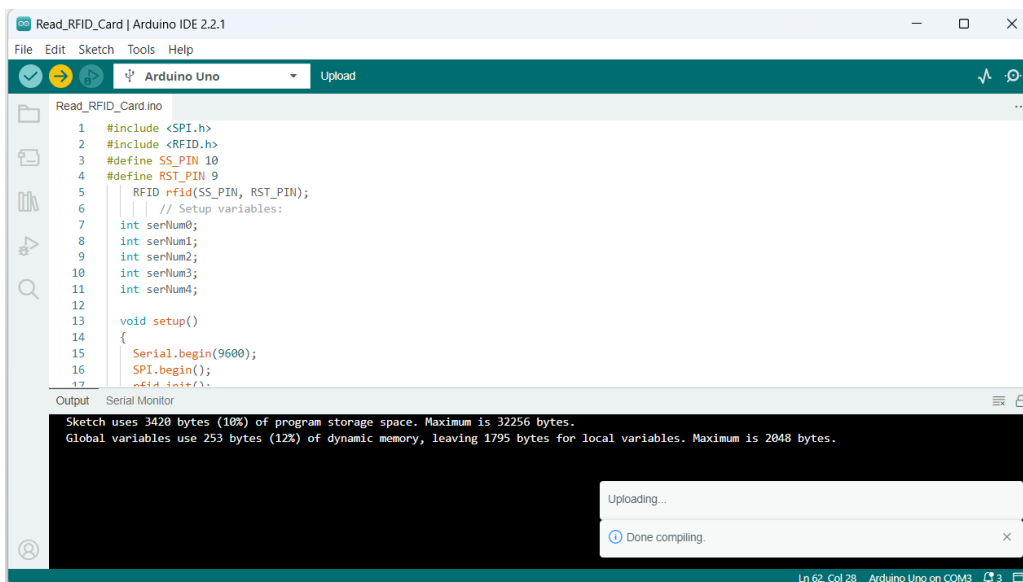 Read_RFID_Card | Arduino IDE 2.2.1
File Edit Sketch Tools Help
Arduino Uno Upload
Read_RFID_Card.ino
1 #include <SPI.h>
2 #include <RFID.h>
3 #define SS_PIN 10
4 #define RST_PIN 9
5 RFID rfid(SS_PIN, RST_PIN);
6 // Setup variables:
7 int serNum0;
8 int serNum1;
9 int serNum2;
10 int serNum3;
11 int serNum4;
12
13 void setup()
14 {
15 Serial.begin(9600);
16 SPI.begin();
17 rfid.init();
Output Serial Monitor
Sketch uses 3420 bytes (10%) of program storage space. Maximum is 32256 bytes.
Global variables use 253 bytes (12%) of dynamic memory, leaving 1795 bytes for local variables. Maximum is 2048 bytes.
Uploading...
Done compiling.
Ln 62, Col 28 Arduino Uno on COM3 3